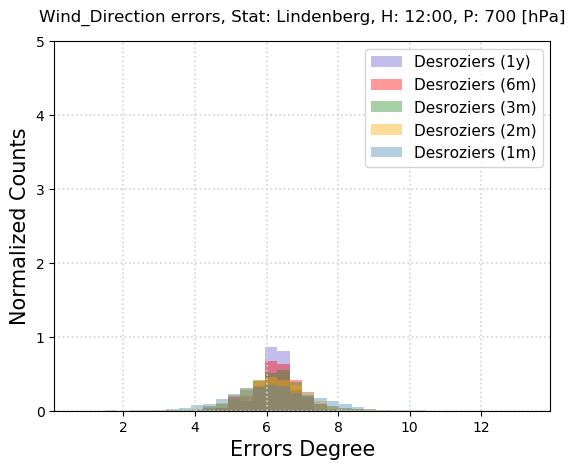 Wind_Direction errors, Stat: Lindenberg, H: 12:00, P: 700 [hPa]
5
4
3
2
1
0
Normalized Counts
Desroziers (1y)
Desroziers (6m)
Desroziers (3m)
Desroziers (2m)
Desroziers (1m)
2 4 6 8 10 12
Errors Degree